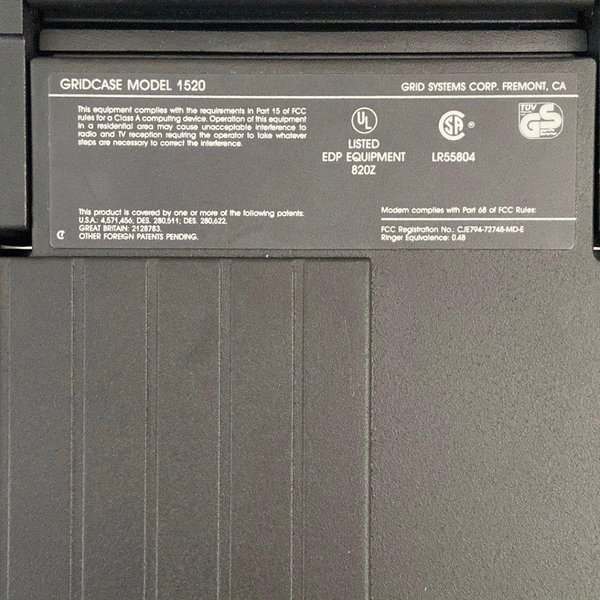 GRiDCASE MODEL 1520
GRiD SYSTEMS CORP. FREMONT, CA
This equipment complies with the requirements in Part 15 of FCC
rules for a Class A computing device. Operation of this equipment
in a residential area may cause unacceptable interference to
radio and TV reception requiring the operator to take whatever
steps are necessary to correct the interference.
UL
LISTED
EDP EQUIPMENT
820Z
SA
LR55804
TÜV
GS
This product is covered by one or more of the following patents:
U.S.A.: 4,571,456; DES. 280,511; DES. 280,622.
GREAT BRITAIN: 2128783.
OTHER FOREIGN PATENTS PENDING.
Modem complies with Part 68 of FCC Rules:
FCC Registration No.: CJE794-72748-MD-E
Ringer Equivalence: 0.4B